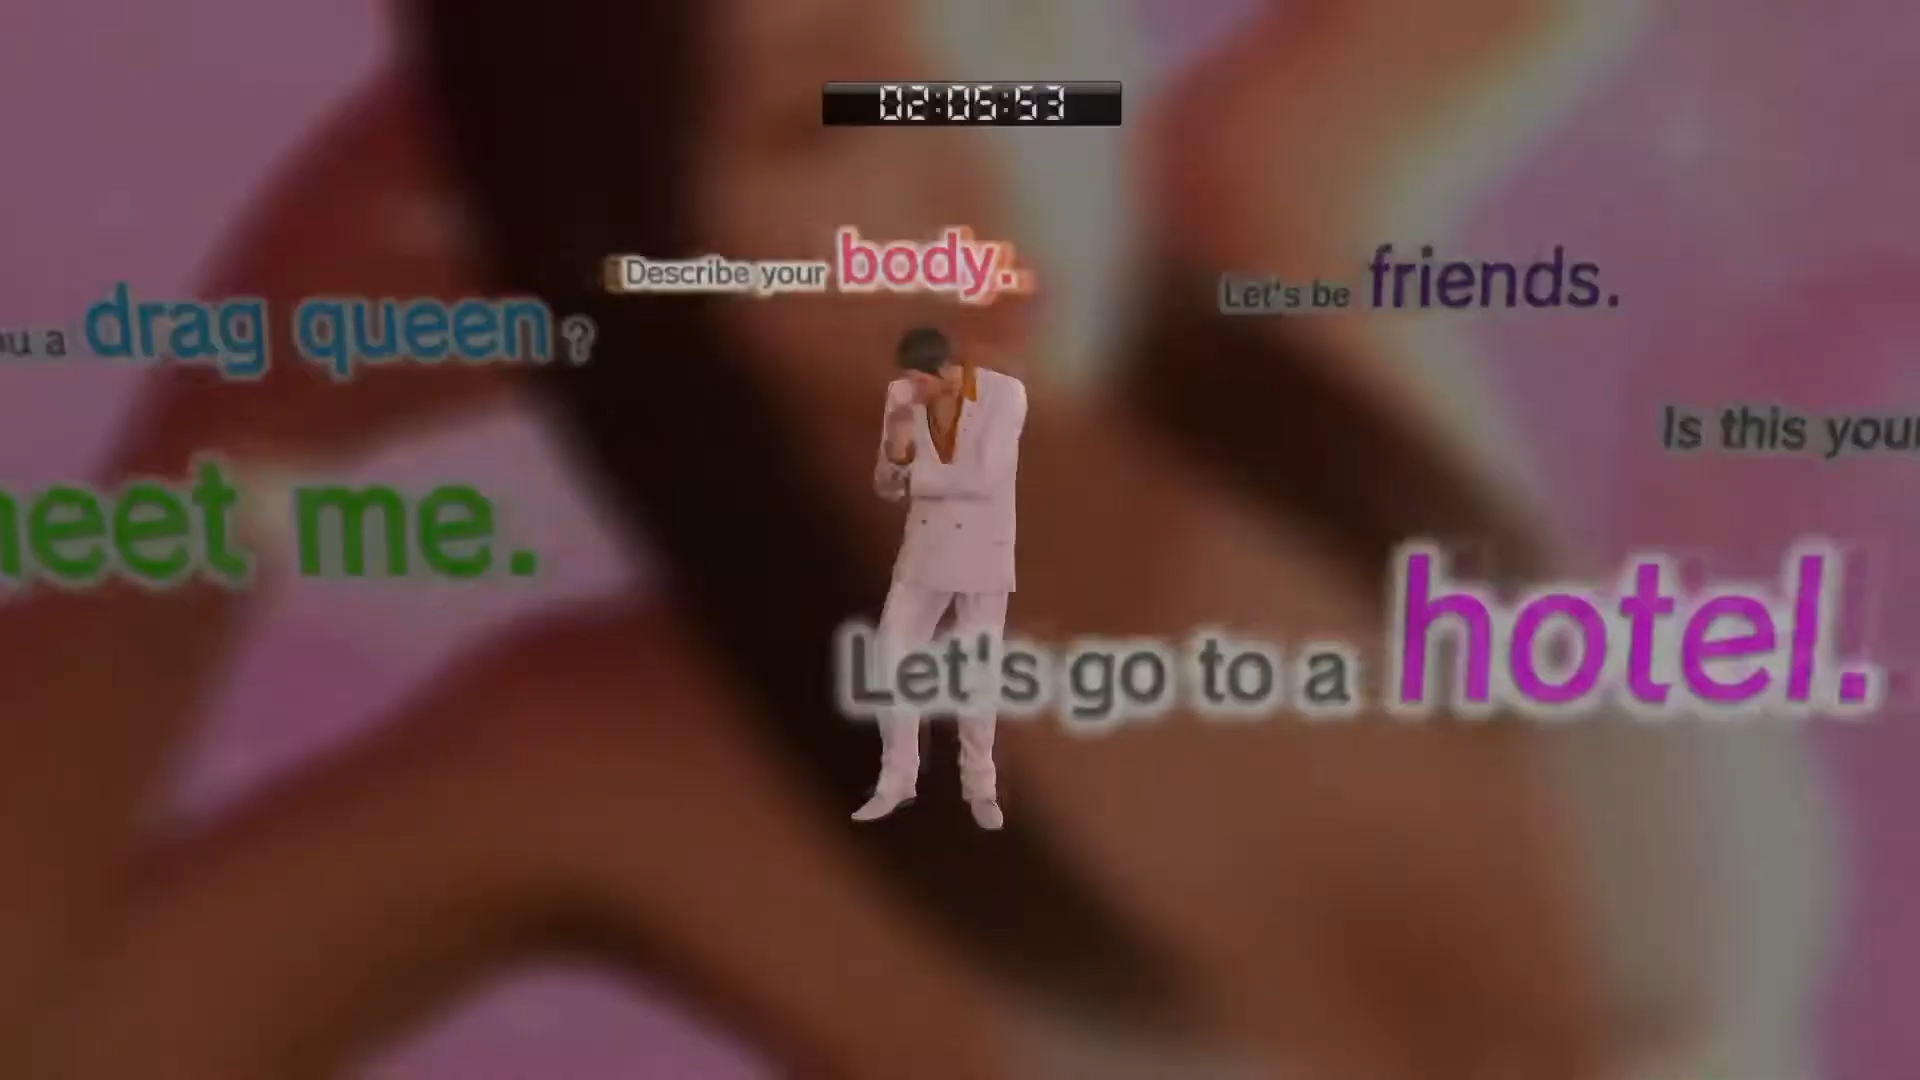 02:05:53
Describe your body.
Let's be friends.
u a drag queen?
Is this your
eet me.
Let's go to a hotel.